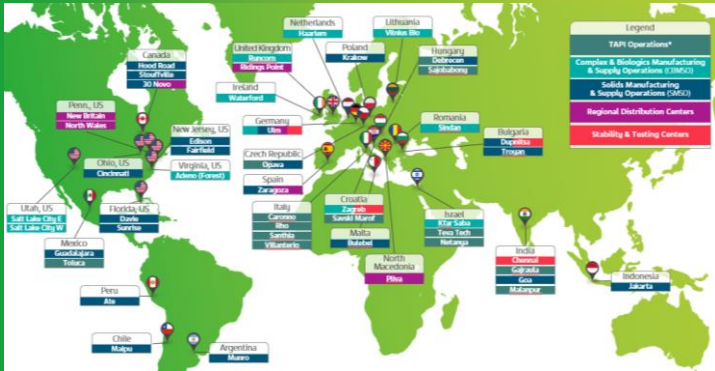 Canada
Hood Road
Stouffville
30 Novo
Penn., US
New Britain
North Wales
New Jersey, US
Edison
Fairfield
Ohio, US
Cincinnati
Virginia, US
Adeno (Forest)
Utah, US
Salt Lake City E
Salt Lake City W
Florida, US
Davie
Sunrise
Mexico
Guadalajara
Toluca
Peru
Ate
Chile
Maipu
Argentina
Munro
Netherlands
Haarlem
United Kingdom
Runcorn
Ridings Point
Ireland
Waterford
Germany
Ulm
Czech Republic
Opava
Spain
Zaragoza
Poland
Krakow
Lithuania
Vilnius Bio
Hungary
Debrecen
Sajobabony
Romania
Sindan
Bulgaria
Dupnitsa
Troyan
Italy
Caronno
Rho
Santhia
Villanterio
Croatia
Zagreb
Savski Marof
Malta
Bulebel
North
Macedonia
Pliva
Israel
Kfar Saba
Teva Tech
Netanya
India
Chennai
Gajraula
Goa
Malanpur
Indonesia
Jakarta
Legend
TAPI Operations*
Complex & Biologics Manufacturing
& Supply Operations (CBMSO)
Solids Manufacturing
& Supply Operations (SMSO)
Regional Distribution Centers
Stability & Testing Centers